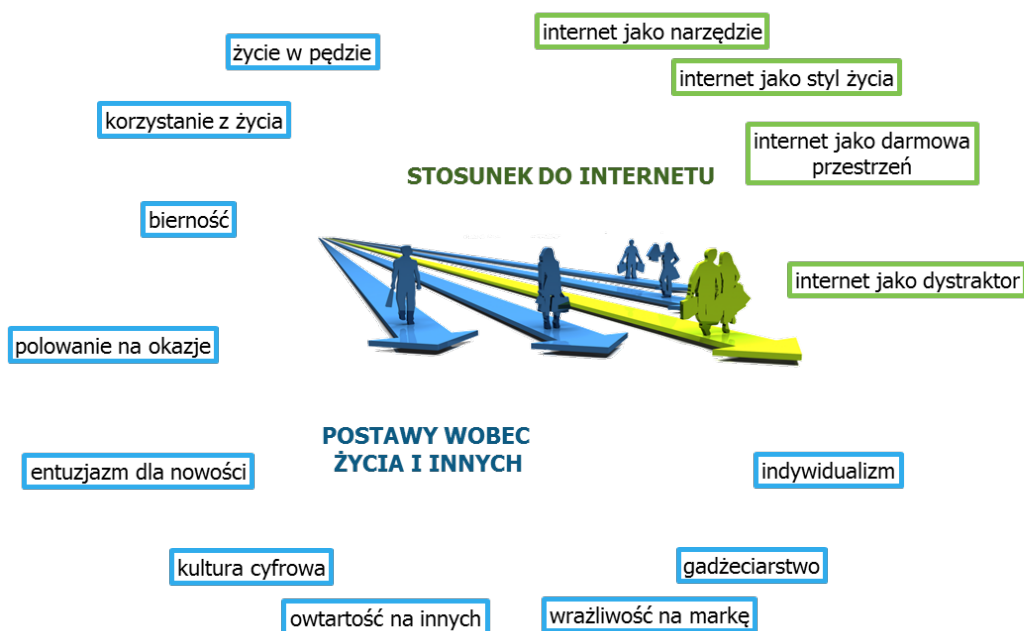 internet jako narzędzie
życie w pędzie
internet jako styl życia
korzystanie z życia
internet jako darmowa
przestrzeń
STOSUNEK DO INTERNETU
bierność
internet jako dystraktor
polowanie na okazje
POSTAWY WOBEC
ŻYCIA I INNYCH
entuzjazm dla nowości
indywidualizm
kultura cyfrowa
gadżeciarstwo
owtartość na innych
wrażliwość na markę